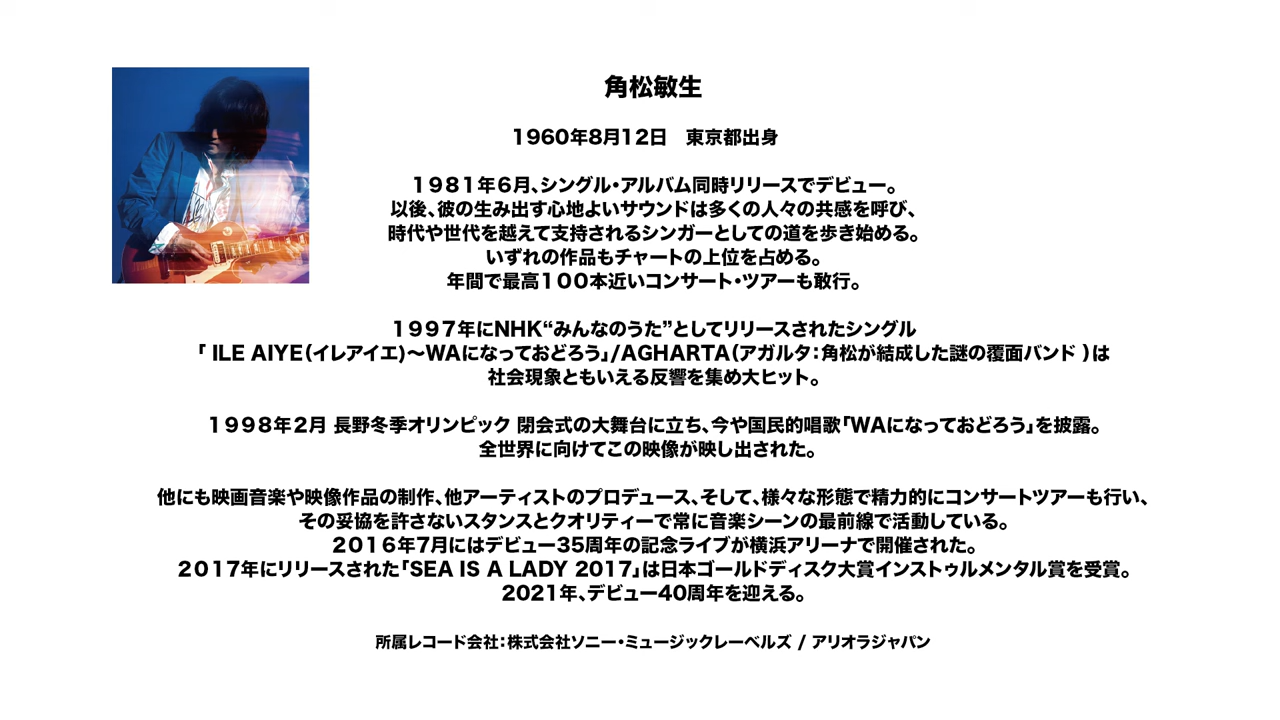 角松敏生
1960年8月12日　東京都出身
１９８１年６月、シングル・アルバム同時リリースでデビュー。
以後、彼の生み出す心地よいサウンドは多くの人々の共感を呼び、
時代や世代を越えて支持されるシンガーとしての道を歩き始める。
いずれの作品もチャートの上位を占める。
年間で最高１００本近いコンサート・ツアーも敢行。
１９９７年にNHK“みんなのうた”としてリリースされたシングル
「 ILE AIYE（イレアイエ）～WAになっておどろう」/AGHARTA（アガルタ：角松が結成した謎の覆面バンド ）は
社会現象ともいえる反響を集め大ヒット。
１９９８年２月 長野冬季オリンピック 閉会式の大舞台に立ち、今や国民的唱歌「WAになっておどろう」を披露。
全世界に向けてこの映像が映し出された。
他にも映画音楽や映像作品の制作、他アーティストのプロデュース、そして、様々な形態で精力的にコンサートツアーも行い、
その妥協を許さないスタンスとクオリティーで常に音楽シーンの最前線で活動している。
２０１６年７月にはデビュー35周年の記念ライブが横浜アリーナで開催された。
２０１７年にリリースされた「SEA IS A LADY 2017」は日本ゴールドディスク大賞インストゥルメンタル賞を受賞。
2021年、デビュー40周年を迎える。
所属レコード会社：株式会社ソニー・ミュージックレーベルズ / アリオラジャパン